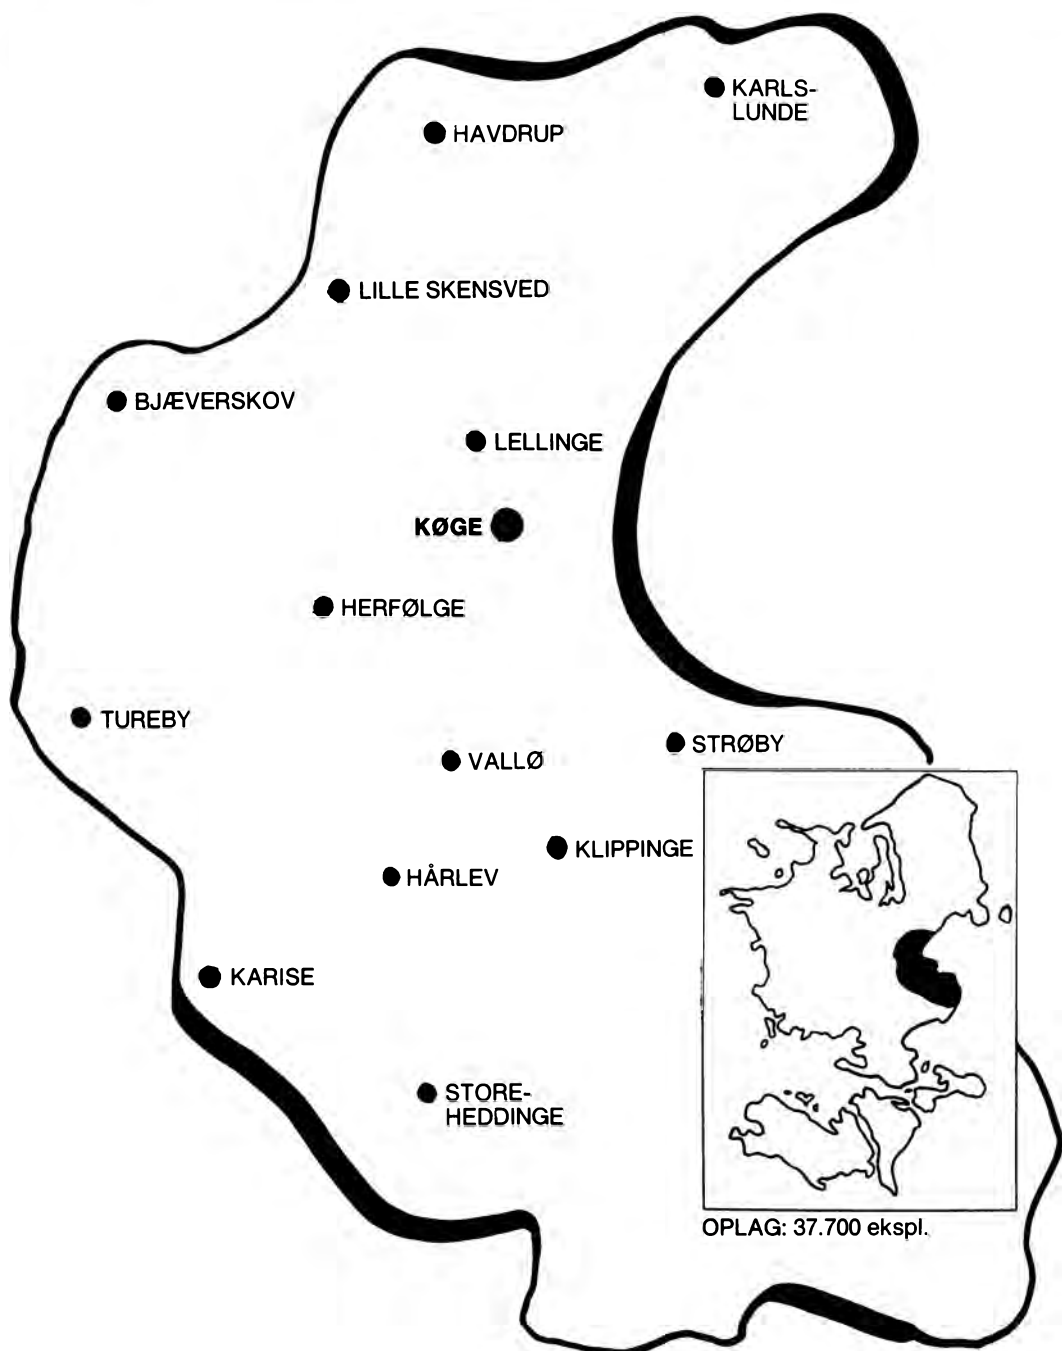 KARLS-
LUNDE
HAVDRUP
LILLE SKENSVED
BJÆVERSKOV
LELLINGE
KØGE
HERFØLGE
TUREBY
STRØBY
VALLØ
KLIPPINGE
HÅRLEV
KARISE
STORE-
HEDDINGE
OPLAG: 37.700 ekspl.